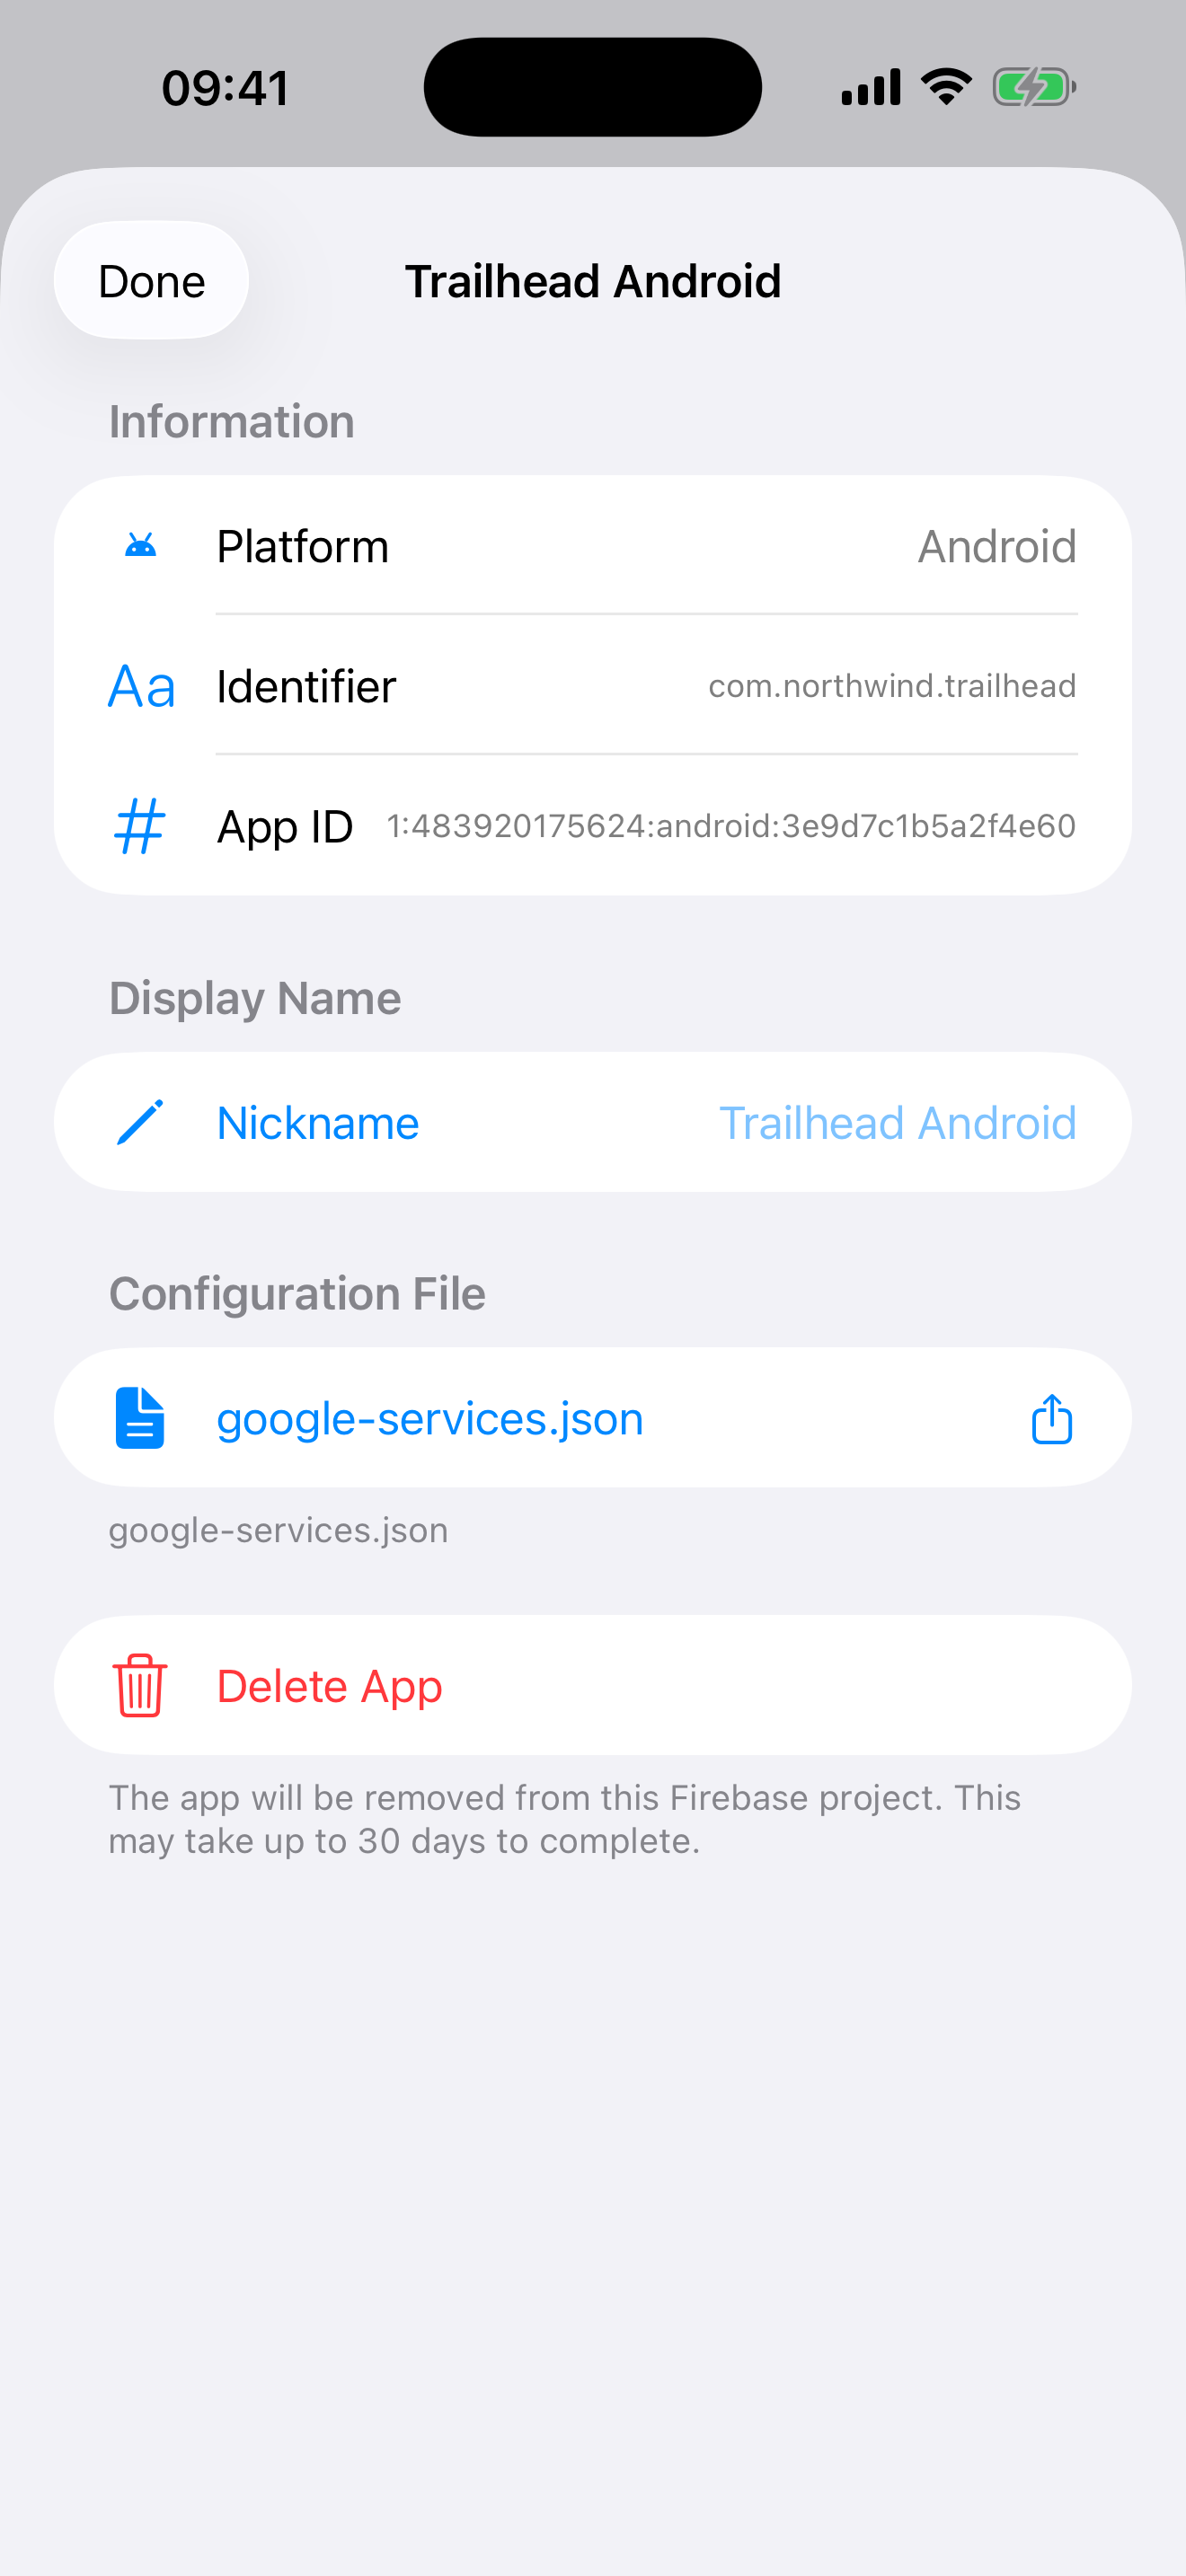 09:41
Done
Trailhead Android
Information
Platform
Android
Aa
Identifier
com.northwind.trailhead
#
App ID
1:483920175624:android:3e9d7c1b5a2f4e60
Display Name
Nickname
Trailhead Android
Configuration File
google-services.json
google-services.json
Delete App
The app will be removed from this Firebase project. This
may take up to 30 days to complete.